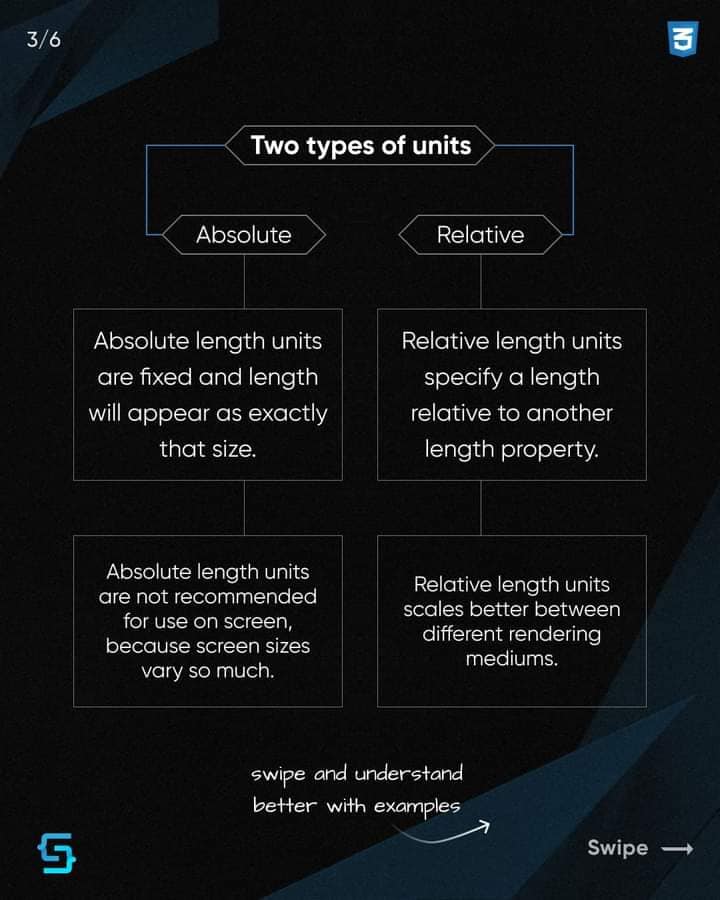 3/6
Two types of units
Absolute
Relative
Absolute length units
are fixed and length
will appear as exactly
that size.
Relative length units
specify a length
relative to another
length property.
Absolute length units
are not recommended
for use on screen,
because screen sizes
vary so much.
Relative length units
scales better between
different rendering
mediums.
swipe and understand
better with examples
Swipe